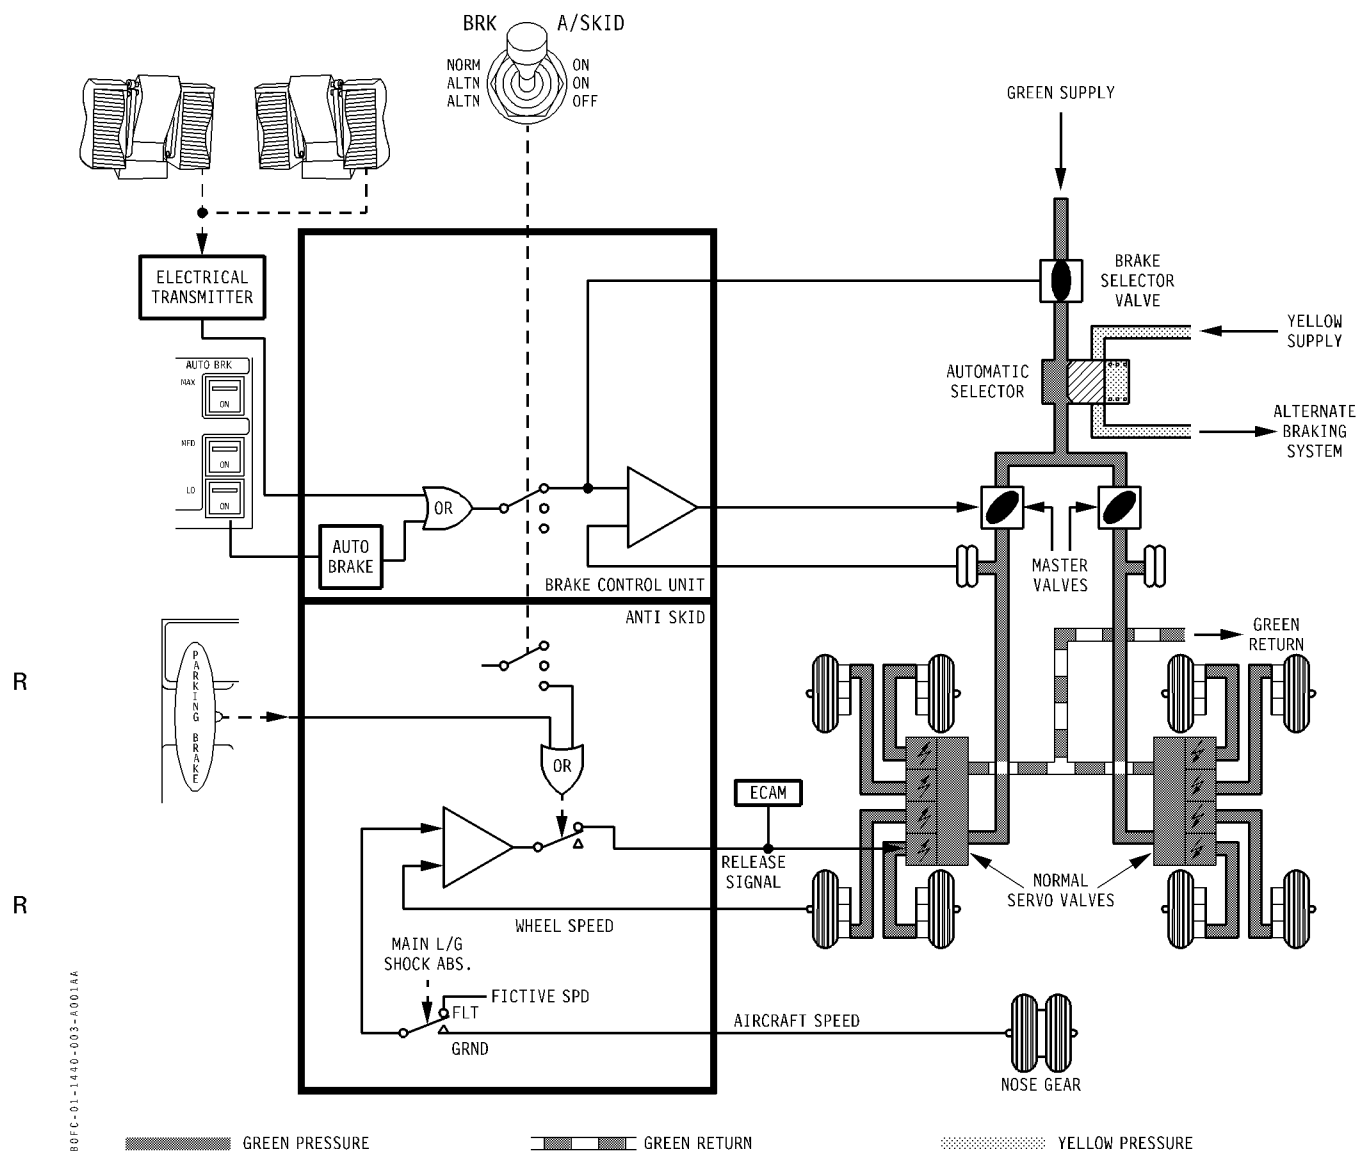 BRK A/SKID
NORM ON
ALTN ON
ALTN OFF
GREEN SUPPLY
ELECTRICAL
TRANSMITTER
BRAKE
SELECTOR
VALVE
YELLOW
SUPPLY
AUTO BRK
MAX
ON
MED
ON
LO
ON
AUTOMATIC
SELECTOR
ALTERNATE
BRAKING
SYSTEM
OR
AUTO
BRAKE
BRAKE CONTROL UNIT
MASTER
VALVES
ANTI SKID
GREEN
RETURN
R
PARKING BRAKE
OR
ECAM
RELEASE
SIGNAL
NORMAL
SERVO VALVES
R
WHEEL SPEED
MAIN L/G
SHOCK ABS.
FICTIVE SPD
FLT
GRND
AIRCRAFT SPEED
NOSE GEAR
B0FC-01-1440-003-A001AA
GREEN PRESSURE
GREEN RETURN
YELLOW PRESSURE